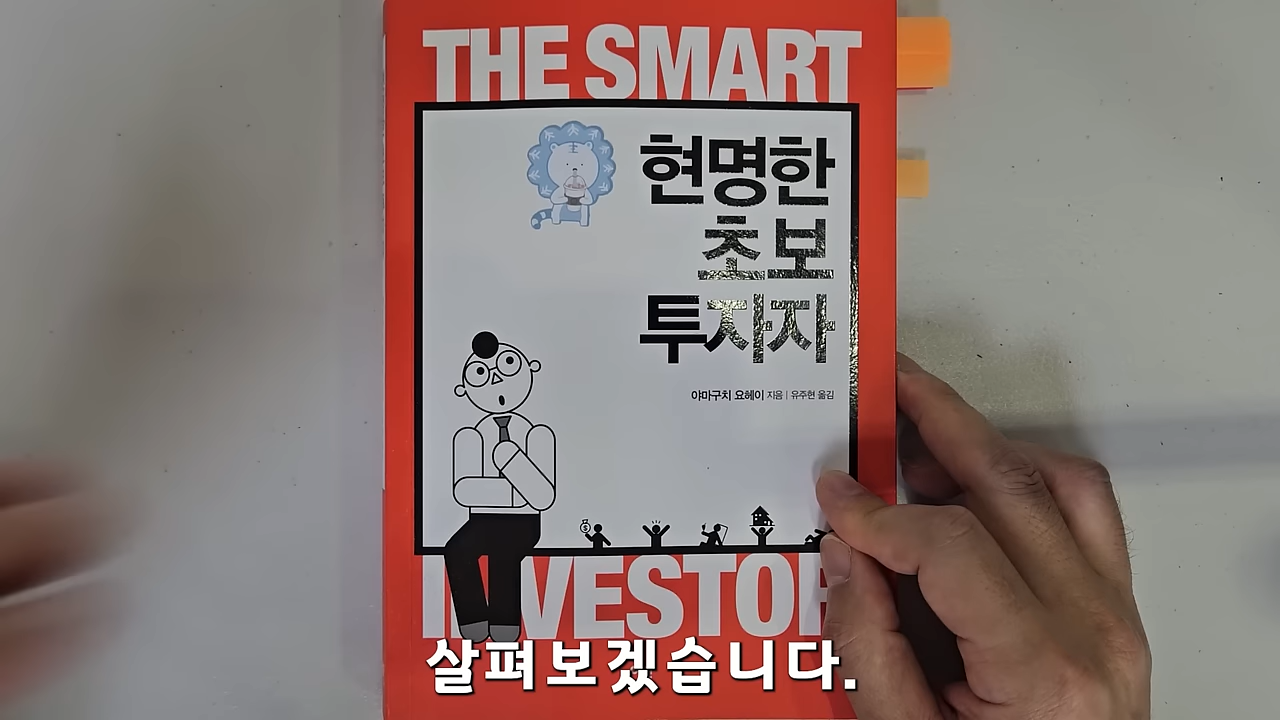 THE SMART
현명한
초보
투자자
야마구치 요헤이 지음 | 유주현 옮김
INVESTOR
살펴보겠습니다.